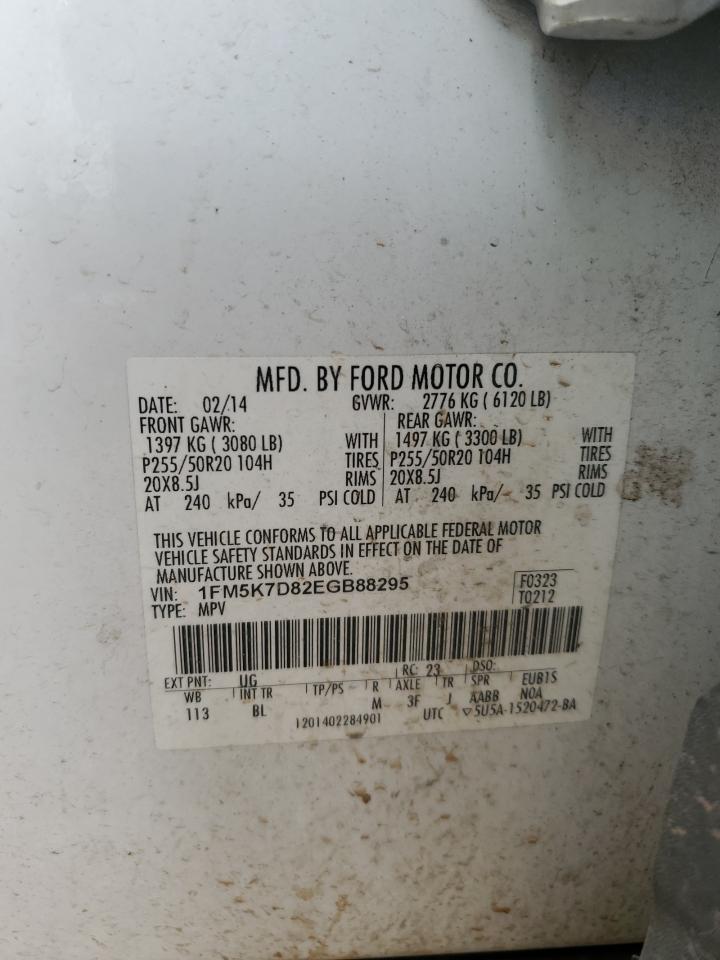 MFD. BY FORD MOTOR CO.
DATE: 02/14 GVWR: 2776 KG ( 6120 LB)
FRONT GAWR: REAR GAWR:
1397 KG ( 3080 LB) WITH 1497 KG ( 3300 LB) WITH
P255/50R20 104H TIRES P255/50R20 104H TIRES
20X8.5J RIMS 20X8.5J RIMS
AT 240 kPa/ 35 PSI COLD AT 240 kPa/ 35 PSI COLD
THIS VEHICLE CONFORMS TO ALL APPLICABLE FEDERAL MOTOR
VEHICLE SAFETY STANDARDS IN EFFECT ON THE DATE OF
MANUFACTURE SHOWN ABOVE.
VIN: 1FM5K7D82EGB88295 F0323
TYPE: MPV T0212
EXT PNT: UG RC: 23 DSO:
WB INT TR TP/PS R AXLE TR SPR EUB1S
113 BL M 3F J AABB NOA
1201402284901 UTC ▽5U5A-1520472-BA